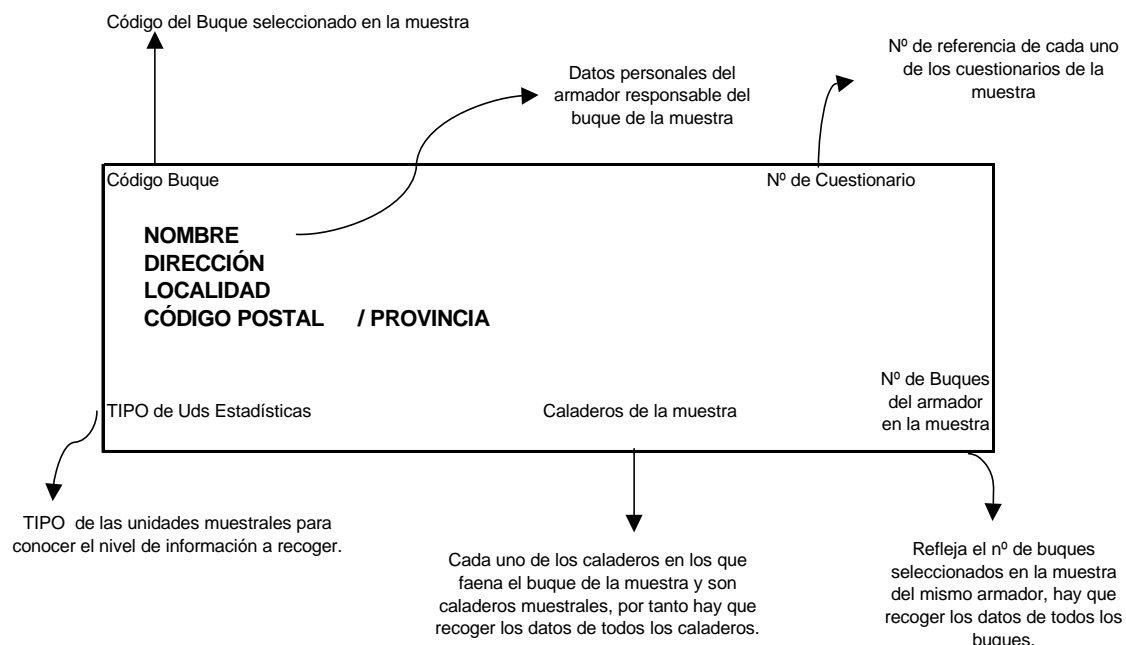 Código del Buque seleccionado en la muestra
Nº de referencia de cada uno
de los cuestionarios de la
muestra
Datos personales del
armador responsable del
buque de la muestra
Código Buque
Nº de Cuestionario
NOMBRE
DIRECCIÓN
LOCALIDAD
CÓDIGO POSTAL / PROVINCIA
Nº de Buques
del armador
en la muestra
TIPO de Uds Estadísticas
Caladeros de la muestra
TIPO de las unidades muestrales para
conocer el nivel de información a recoger.
Cada uno de los caladeros en los que
faena el buque de la muestra y son
caladeros muestrales, por tanto hay que
recoger los datos de todos los caladeros.
Refleja el nº de buques
seleccionados en la muestra
del mismo armador, hay que
recoger los datos de todos los
buques.